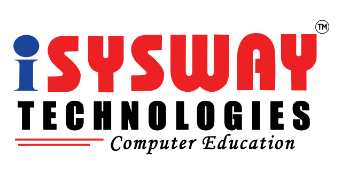 iSYSWAY™
TECHNOLOGIES
Computer Education